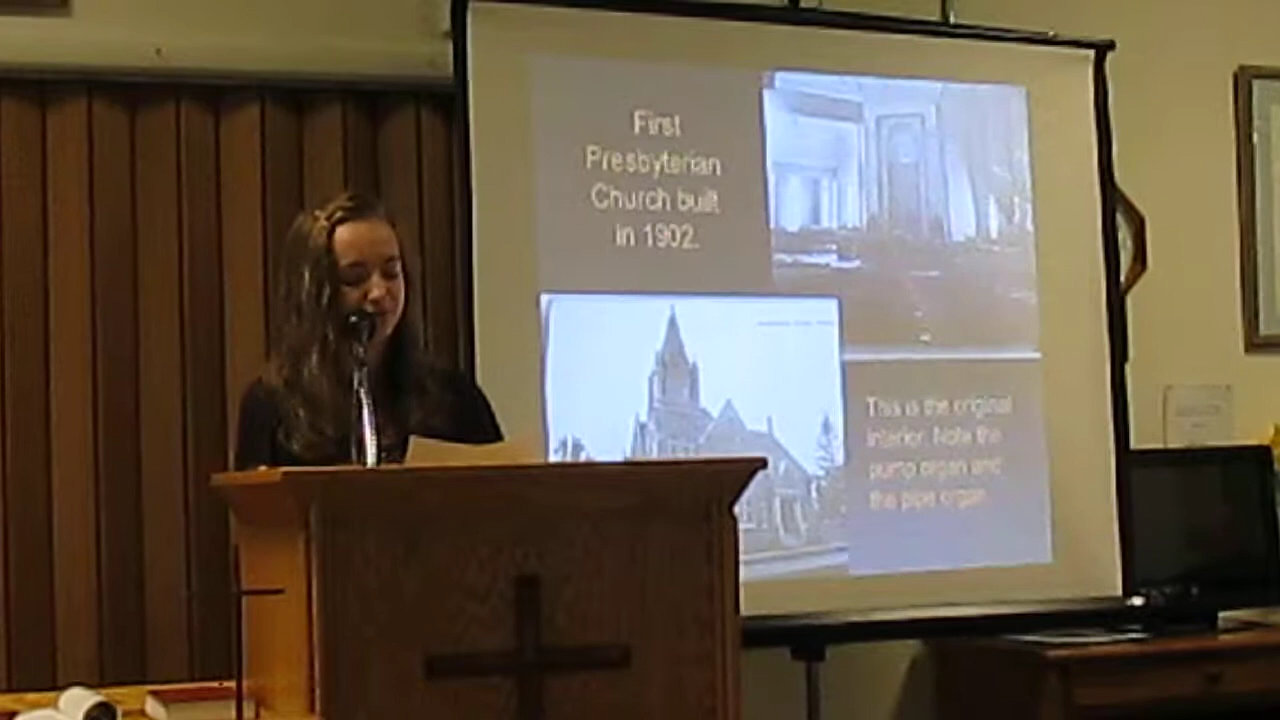 First
Presbyterian
Church built
in 1902.
This is the original
interior. Note the
pump organ and
the pipe organ